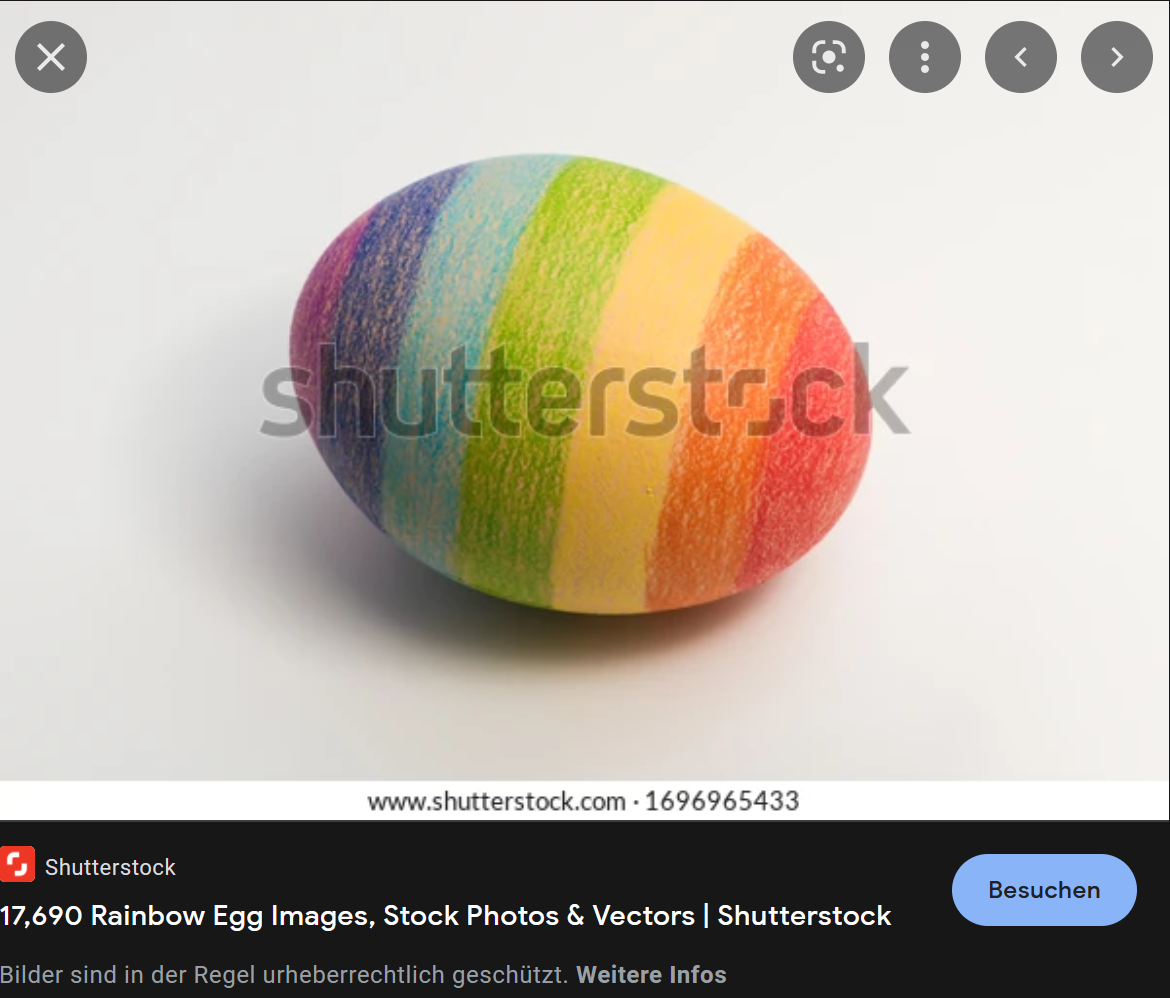 shutterstock
www.shutterstock.com · 1696965433
Shutterstock
Besuchen
17,690 Rainbow Egg Images, Stock Photos & Vectors | Shutterstock
Bilder sind in der Regel urheberrechtlich geschützt. Weitere Infos